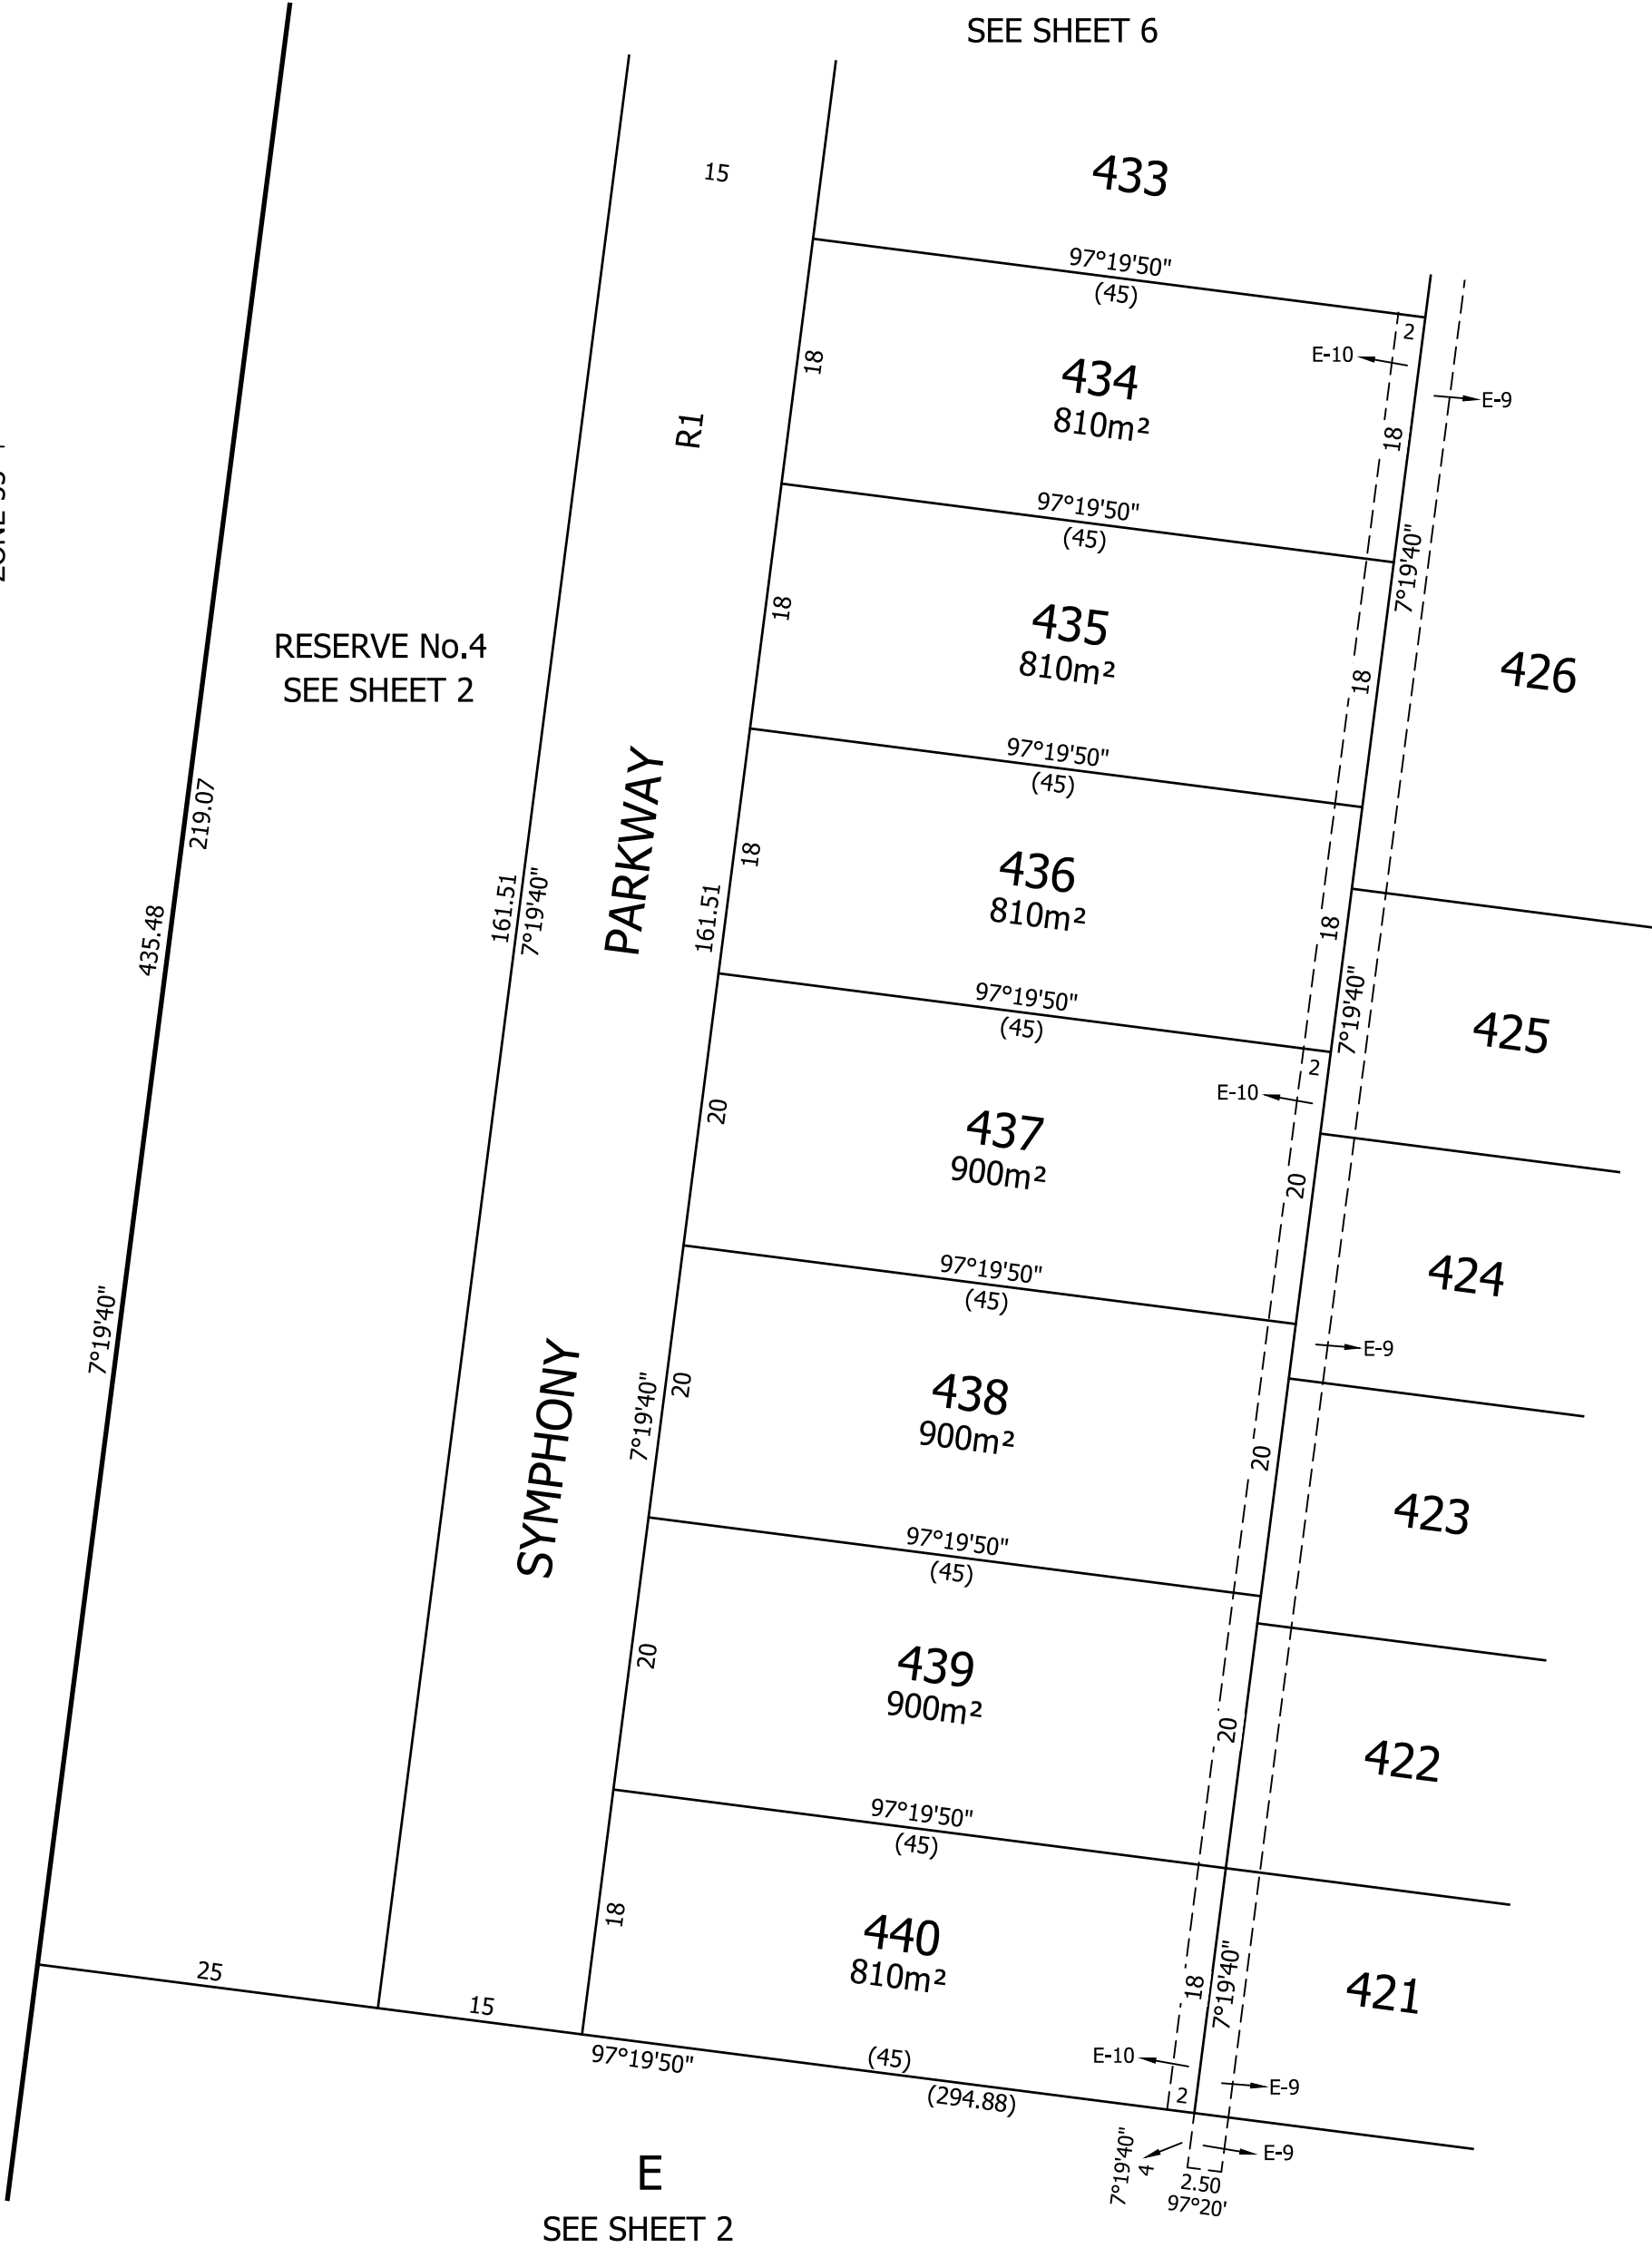 SEE SHEET 6
15
433
97°19'50"
(45)
2
E-10
E-9
18
434
810m²
18
R1
97°19'50"
(45)
7°19'40"
18
435
810m²
18
426
RESERVE No.4
SEE SHEET 2
97°19'50"
(45)
219.07
435.48
161.51
7°19'40"
PARKWAY
161.51
18
436
810m²
18
7°19'40"
425
97°19'50"
(45)
2
E-10
20
437
900m²
20
424
97°19'50"
(45)
E-9
7°19'40"
SYMPHONY
7°19'40"
20
438
900m²
20
423
97°19'50"
(45)
20
439
900m²
20
422
97°19'50"
(45)
18
440
810m²
18
7°19'40"
421
25
15
97°19'50"
(45)
(294.88)
E-10
2
E-9
7°19'40"
4
E-9
2.50
97°20'
E
SEE SHEET 2